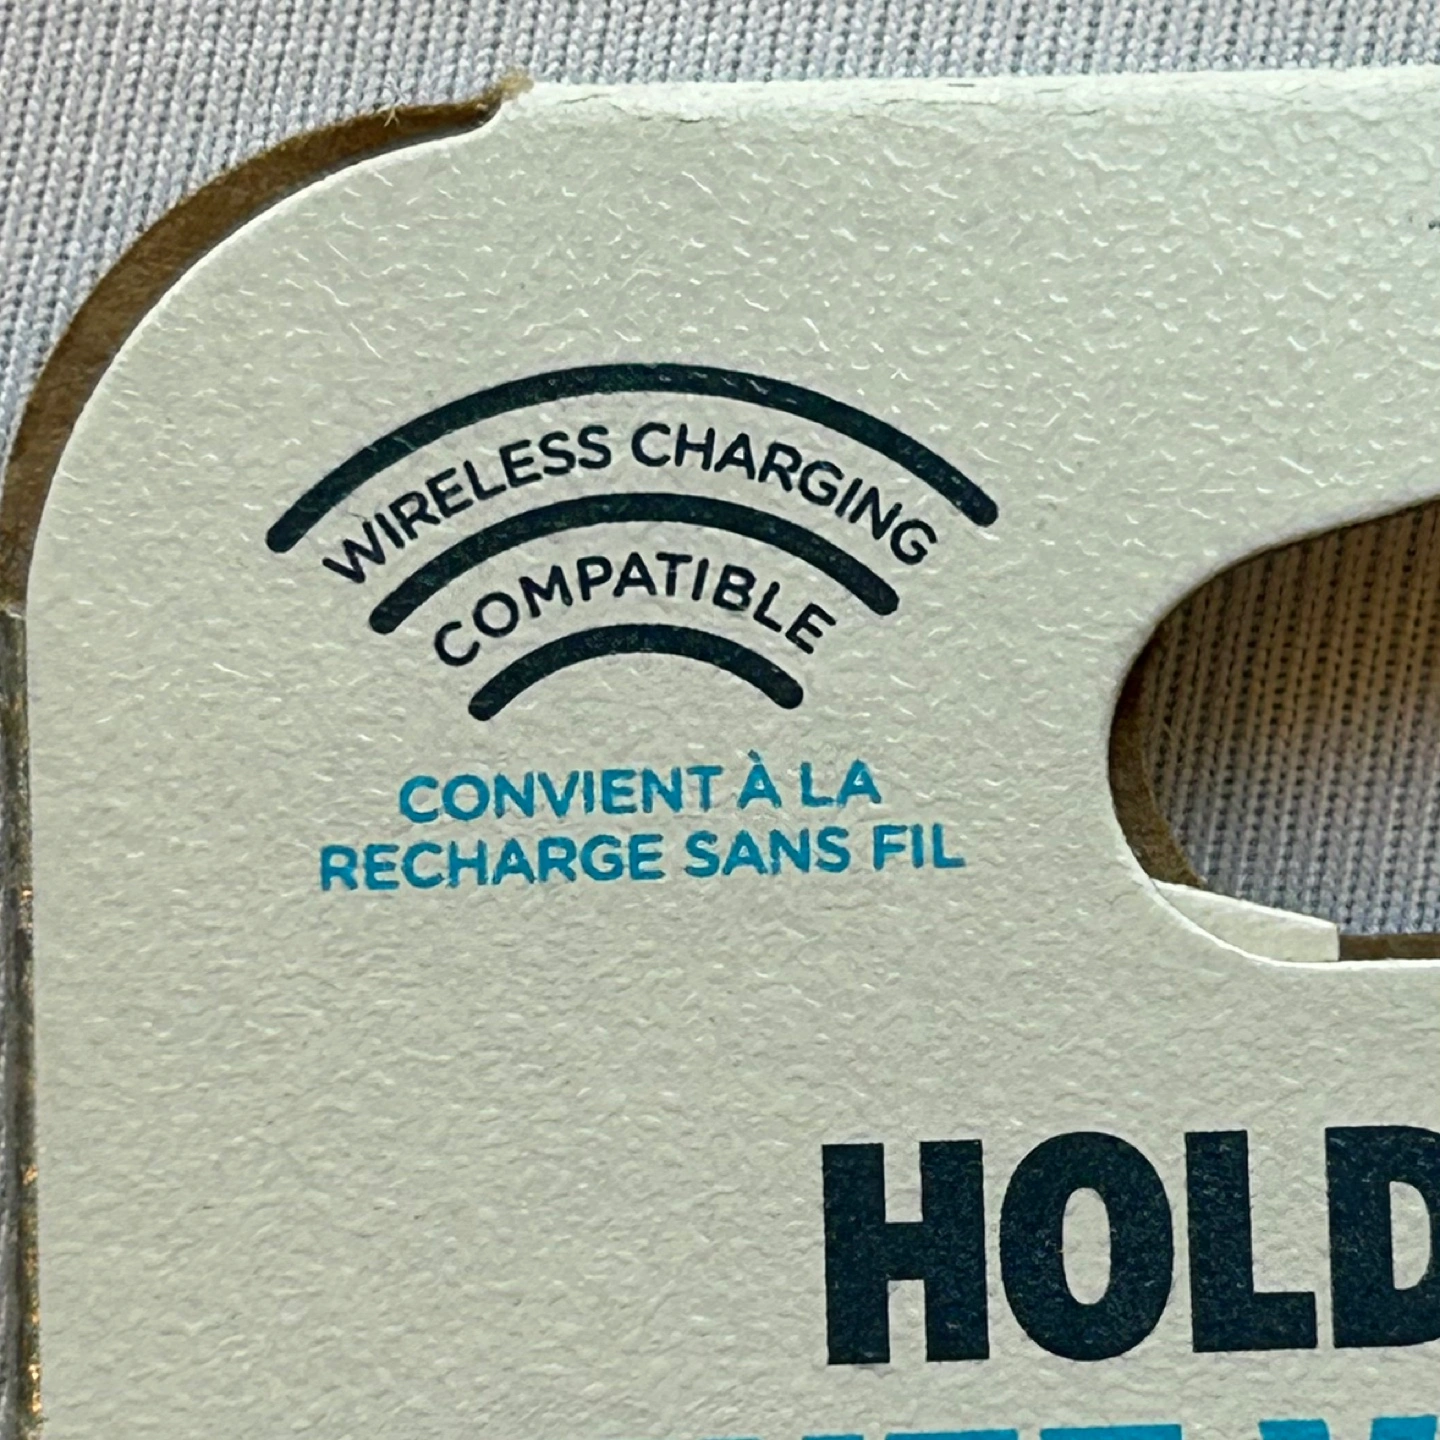 WIRELESS CHARGING
COMPATIBLE
CONVIENT À LA
RECHARGE SANS FIL
HOLD